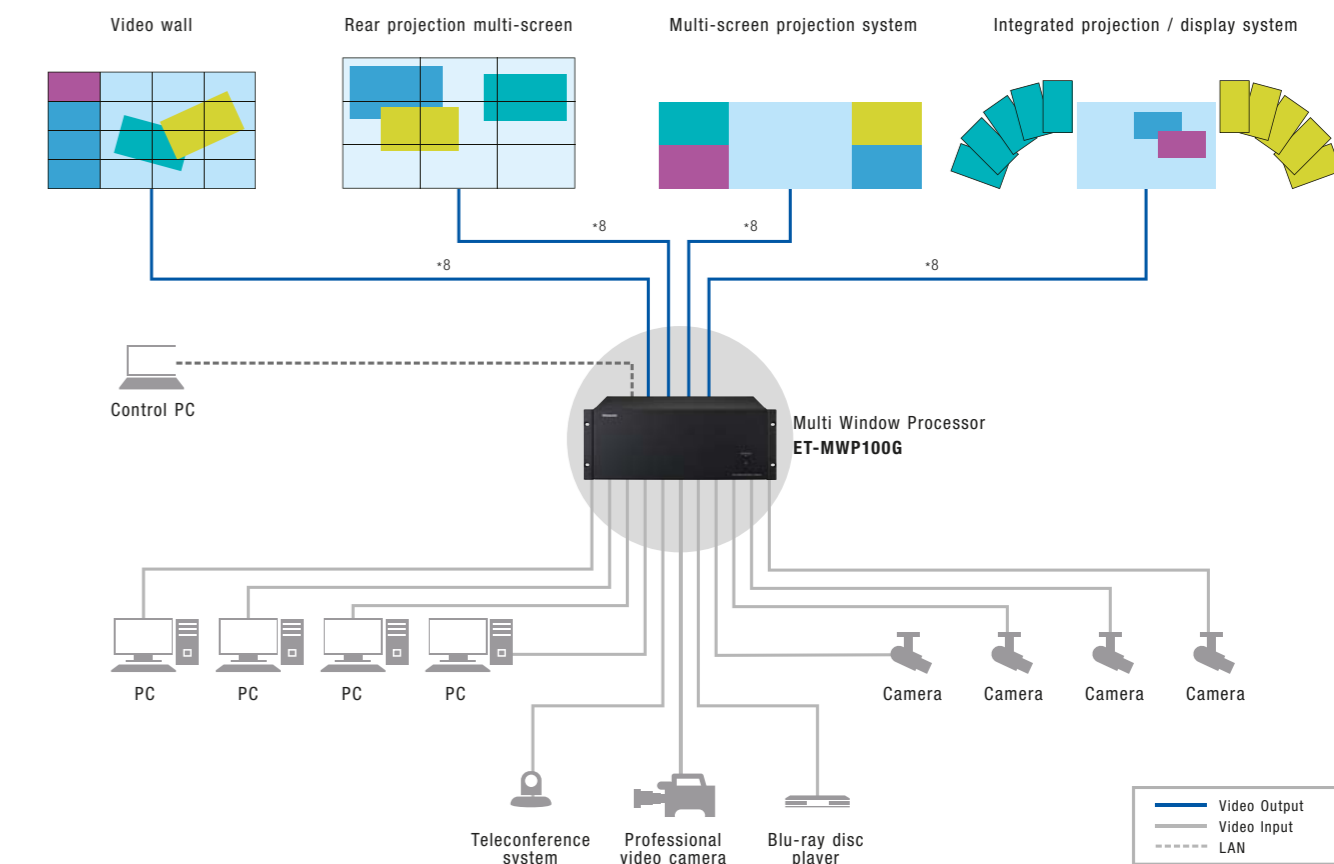 Video wall
Rear projection multi-screen
Multi-screen projection system
Integrated projection / display system
*8
*8
*8
*8
Control PC
Multi Window Processor
ET-MWP100G
PC
PC
PC
PC
Camera
Camera
Camera
Camera
Teleconference
system
Professional
video camera
Blu-ray disc
player
Video Output
Video Input
LAN